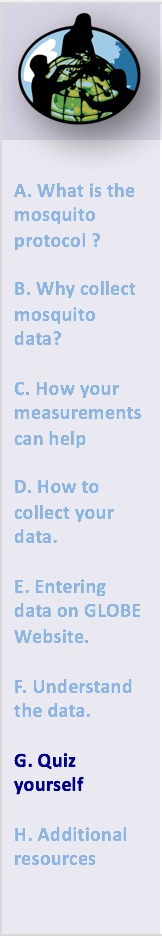 A. What is the
mosquito
protocol ?
B. Why collect
mosquito
data?
C. How your
measurements
can help
D. How to
collect your
data.
E. Entering
data on GLOBE
Website.
F. Understand
the data.
G. Quiz
yourself
H. Additional
resources